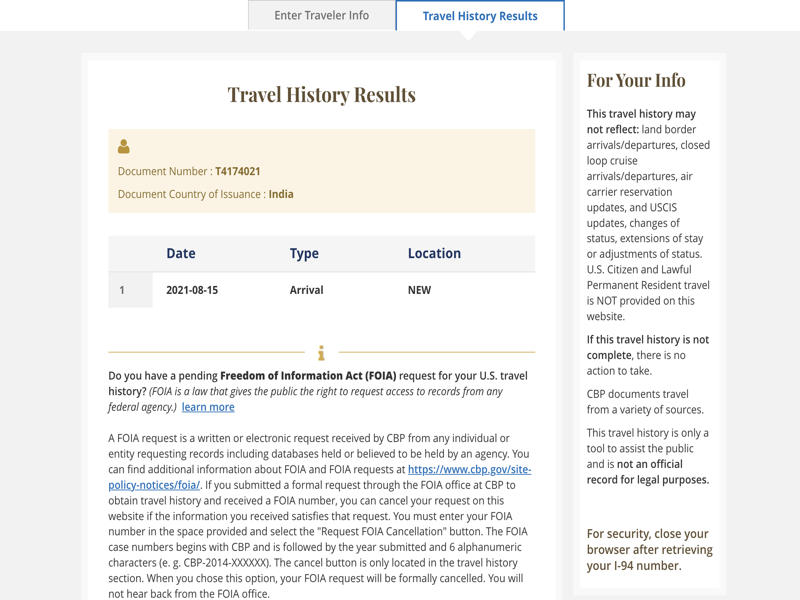 Enter Traveler Info
Travel History Results
Travel History Results
Document Number : T4174021
Document Country of Issuance : India
Date Type Location
1 2021-08-15 Arrival NEW
Do you have a pending Freedom of Information Act (FOIA) request for your U.S. travel
history? (FOIA is a law that gives the public the right to request access to records from any
federal agency.) learn more
A FOIA request is a written or electronic request received by CBP from any individual or
entity requesting records including databases held or believed to be held by an agency. You
can find additional information about FOIA and FOIA requests at https://www.cbp.gov/site-
policy-notices/foia/. If you submitted a formal request through the FOIA office at CBP to
obtain travel history and received a FOIA number, you can cancel your request on this
website if the information you received satisfies that request. You must enter your FOIA
number in the space provided and select the "Request FOIA Cancellation" button. The FOIA
case numbers begins with CBP and is followed by the year submitted and 6 alphanumeric
characters (e. g. CBP-2014-XXXXXX). The cancel button is only located in the travel history
section. When you chose this option, your FOIA request will be formally cancelled. You will
not hear back from the FOIA office.
For Your Info
This travel history may
not reflect: land border
arrivals/departures, closed
loop cruise
arrivals/departures, air
carrier reservation
updates, and USCIS
updates, changes of
status, extensions of stay
or adjustments of status.
U.S. Citizen and Lawful
Permanent Resident travel
is NOT provided on this
website.
If this travel history is not
complete, there is no
action to take.
CBP documents travel
from a variety of sources.
This travel history is only a
tool to assist the public
and is not an official
record for legal purposes.
For security, close your
browser after retrieving
your I-94 number.